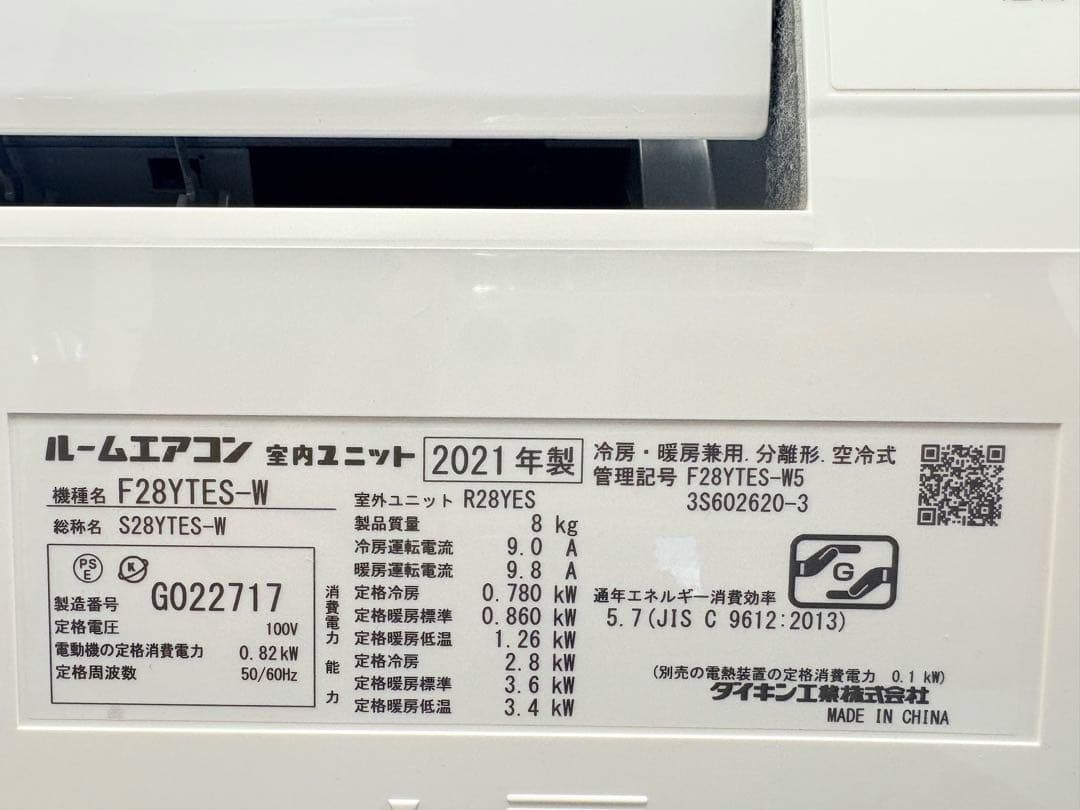 ルームエアコン 室内ユニット 2021年製
機種名 F28YTES-W
総称名 S28YTES-W
PS
E
K
製造番号 G022717
定格電圧 100V
電動機の定格消費電力 0.82kW
定格周波数 50/60Hz
室外ユニット R28YES
製品質量 8 kg
冷房運転電流 9.0 A
暖房運転電流 9.8 A
消費電力
定格冷房 0.780 kW
定格暖房標準 0.860 kW
定格暖房低温 1.26 kW
能力
定格冷房 2.8 kW
定格暖房標準 3.6 kW
定格暖房低温 3.4 kW
冷房・暖房兼用.分離形.空冷式
管理記号 F28YTES-W5
3S602620-3
G
通年エネルギー消費効率
5.7(JIS C 9612:2013)
(別売の電熱装置の定格消費電力 0.1 kW)
ダイキン工業株式会社
MADE IN CHINA